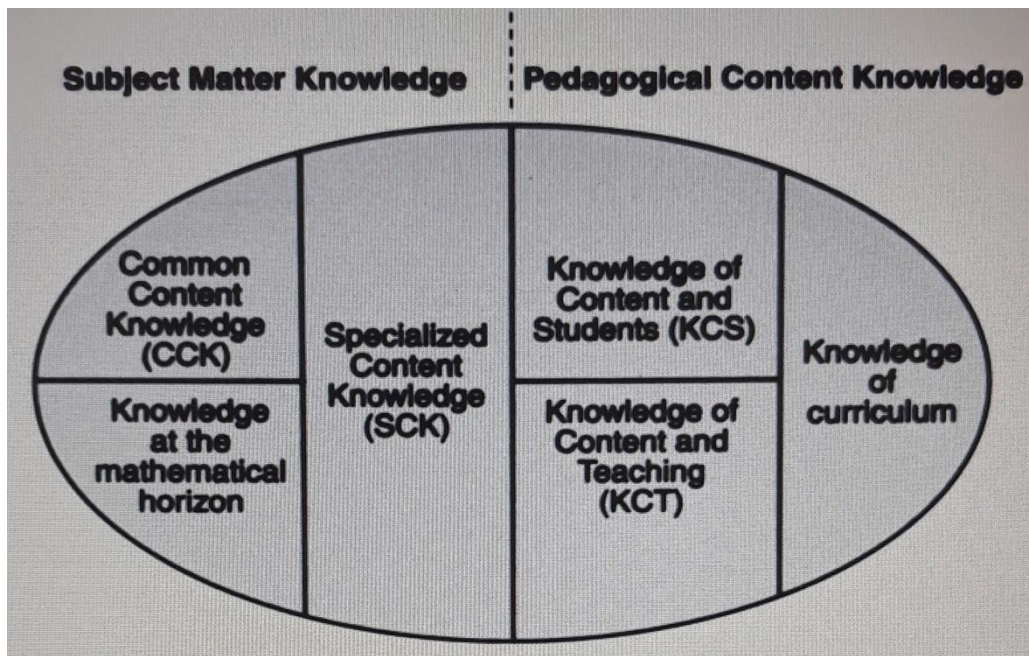 Subject Matter Knowledge
Pedagogical Content Knowledge
Common
Content
Knowledge
(CCK)
Knowledge
at the
mathematical
horizon
Specialized
Content
Knowledge
(SCK)
Knowledge of
Content and
Students (KCS)
Knowledge of
Content and
Teaching
(KCT)
Knowledge
of
curriculum